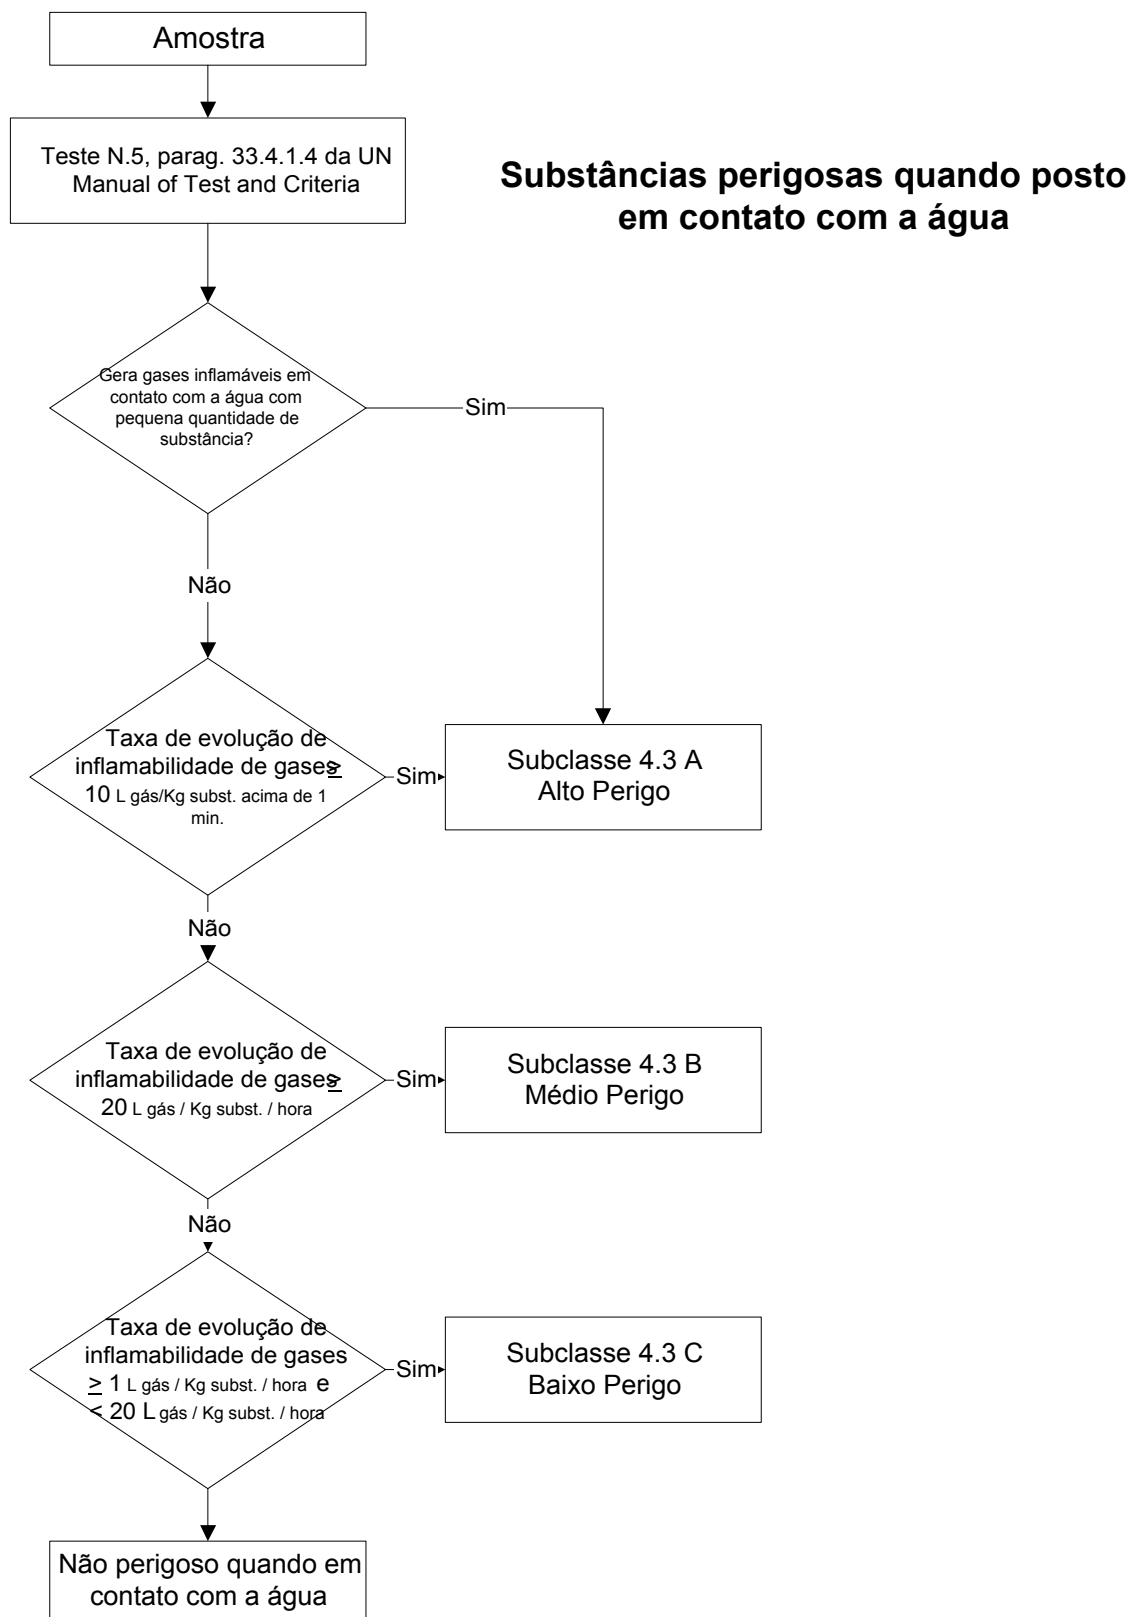 Amostra
Teste N.5, parag. 33.4.1.4 da UN
Manual of Test and Criteria
Substâncias perigosas quando posto
em contato com a água
Gera gases inflamáveis em
contato com a água com
pequena quantidade de
substância?
Sim
Não
Taxa de evolução de
inflamabilidade de gases ≥
10 L gás/Kg subst. acima de 1
min.
Sim
Subclasse 4.3 A
Alto Perigo
Não
Taxa de evolução de
inflamabilidade de gases ≥
20 L gás / Kg subst. / hora
Sim
Subclasse 4.3 B
Médio Perigo
Não
Taxa de evolução de
inflamabilidade de gases
≥ 1 L gás / Kg subst. / hora e
< 20 L gás / Kg subst. / hora
Sim
Subclasse 4.3 C
Baixo Perigo
Não perigoso quando em
contato com a água